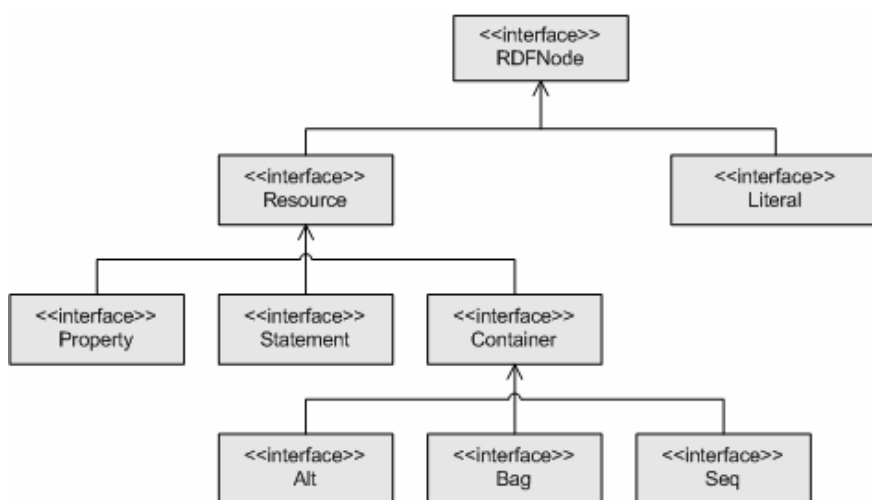 <<interface>>
RDFNode
<<interface>>
Resource
<<interface>>
Literal
<<interface>>
Property
<<interface>>
Statement
<<interface>>
Container
<<interface>>
Alt
<<interface>>
Bag
<<interface>>
Seq